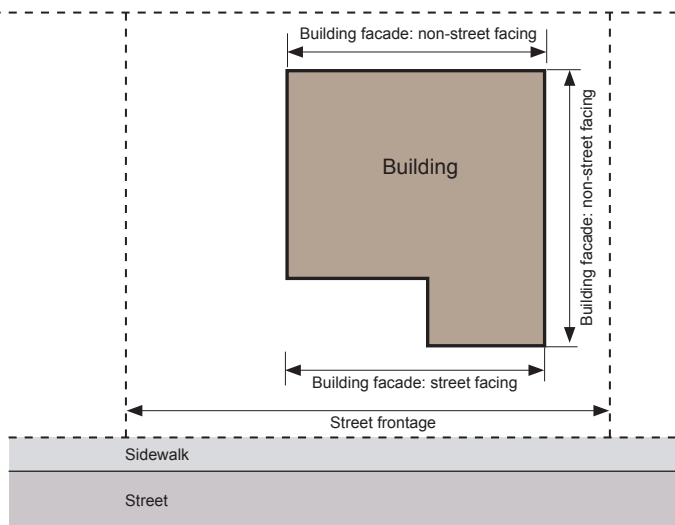 Building facade: non-street facing
Building
Building facade: non-street facing
Building facade: street facing
Street frontage
Sidewalk
Street